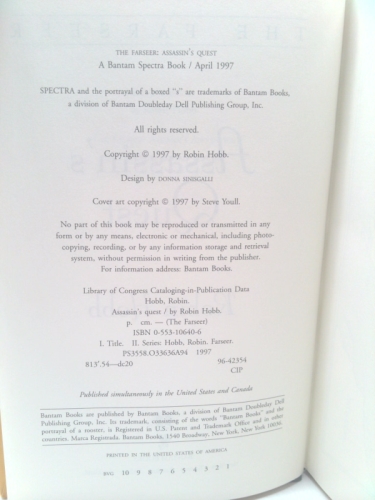 THE FARSEER: ASSASSIN'S QUEST
A Bantam Spectra Book / April 1997
SPECTRA and the portrayal of a boxed "s" are trademarks of Bantam Books,
a division of Bantam Doubleday Dell Publishing Group, Inc.
All rights reserved.
Copyright © 1997 by Robin Hobb.
Design by DONNA SINISGALLI
Cover art copyright © 1997 by Steve Youll.
No part of this book may be reproduced or transmitted in any
form or by any means, electronic or mechanical, including photo-
copying, recording, or by any information storage and retrieval
system, without permission in writing from the publisher.
For information address: Bantam Books.
Library of Congress Cataloging-in-Publication Data
Hobb, Robin.
Assassin's quest / by Robin Hobb.
p. cm. — (The Farseer)
ISBN 0-553-10640-6
I. Title. II. Series: Hobb, Robin. Farseer.
PS3558.O33636A94 1997
813'.54—dc20 96-42354
CIP
Published simultaneously in the United States and Canada
Bantam Books are published by Bantam Books, a division of Bantam Doubleday Dell
Publishing Group, Inc. Its trademark, consisting of the words "Bantam Books" and the
portrayal of a rooster, is Registered in U.S. Patent and Trademark Office and in other
countries. Marca Registrada. Bantam Books, 1540 Broadway, New York, New York 10036.
PRINTED IN THE UNITED STATES OF AMERICA
BVG 10 9 8 7 6 5 4 3 2 1